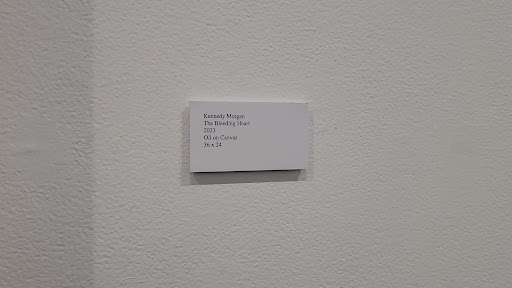 Kennedy Morgan
The Bleeding Heart
2023
Oil on Canvas
36 x 24